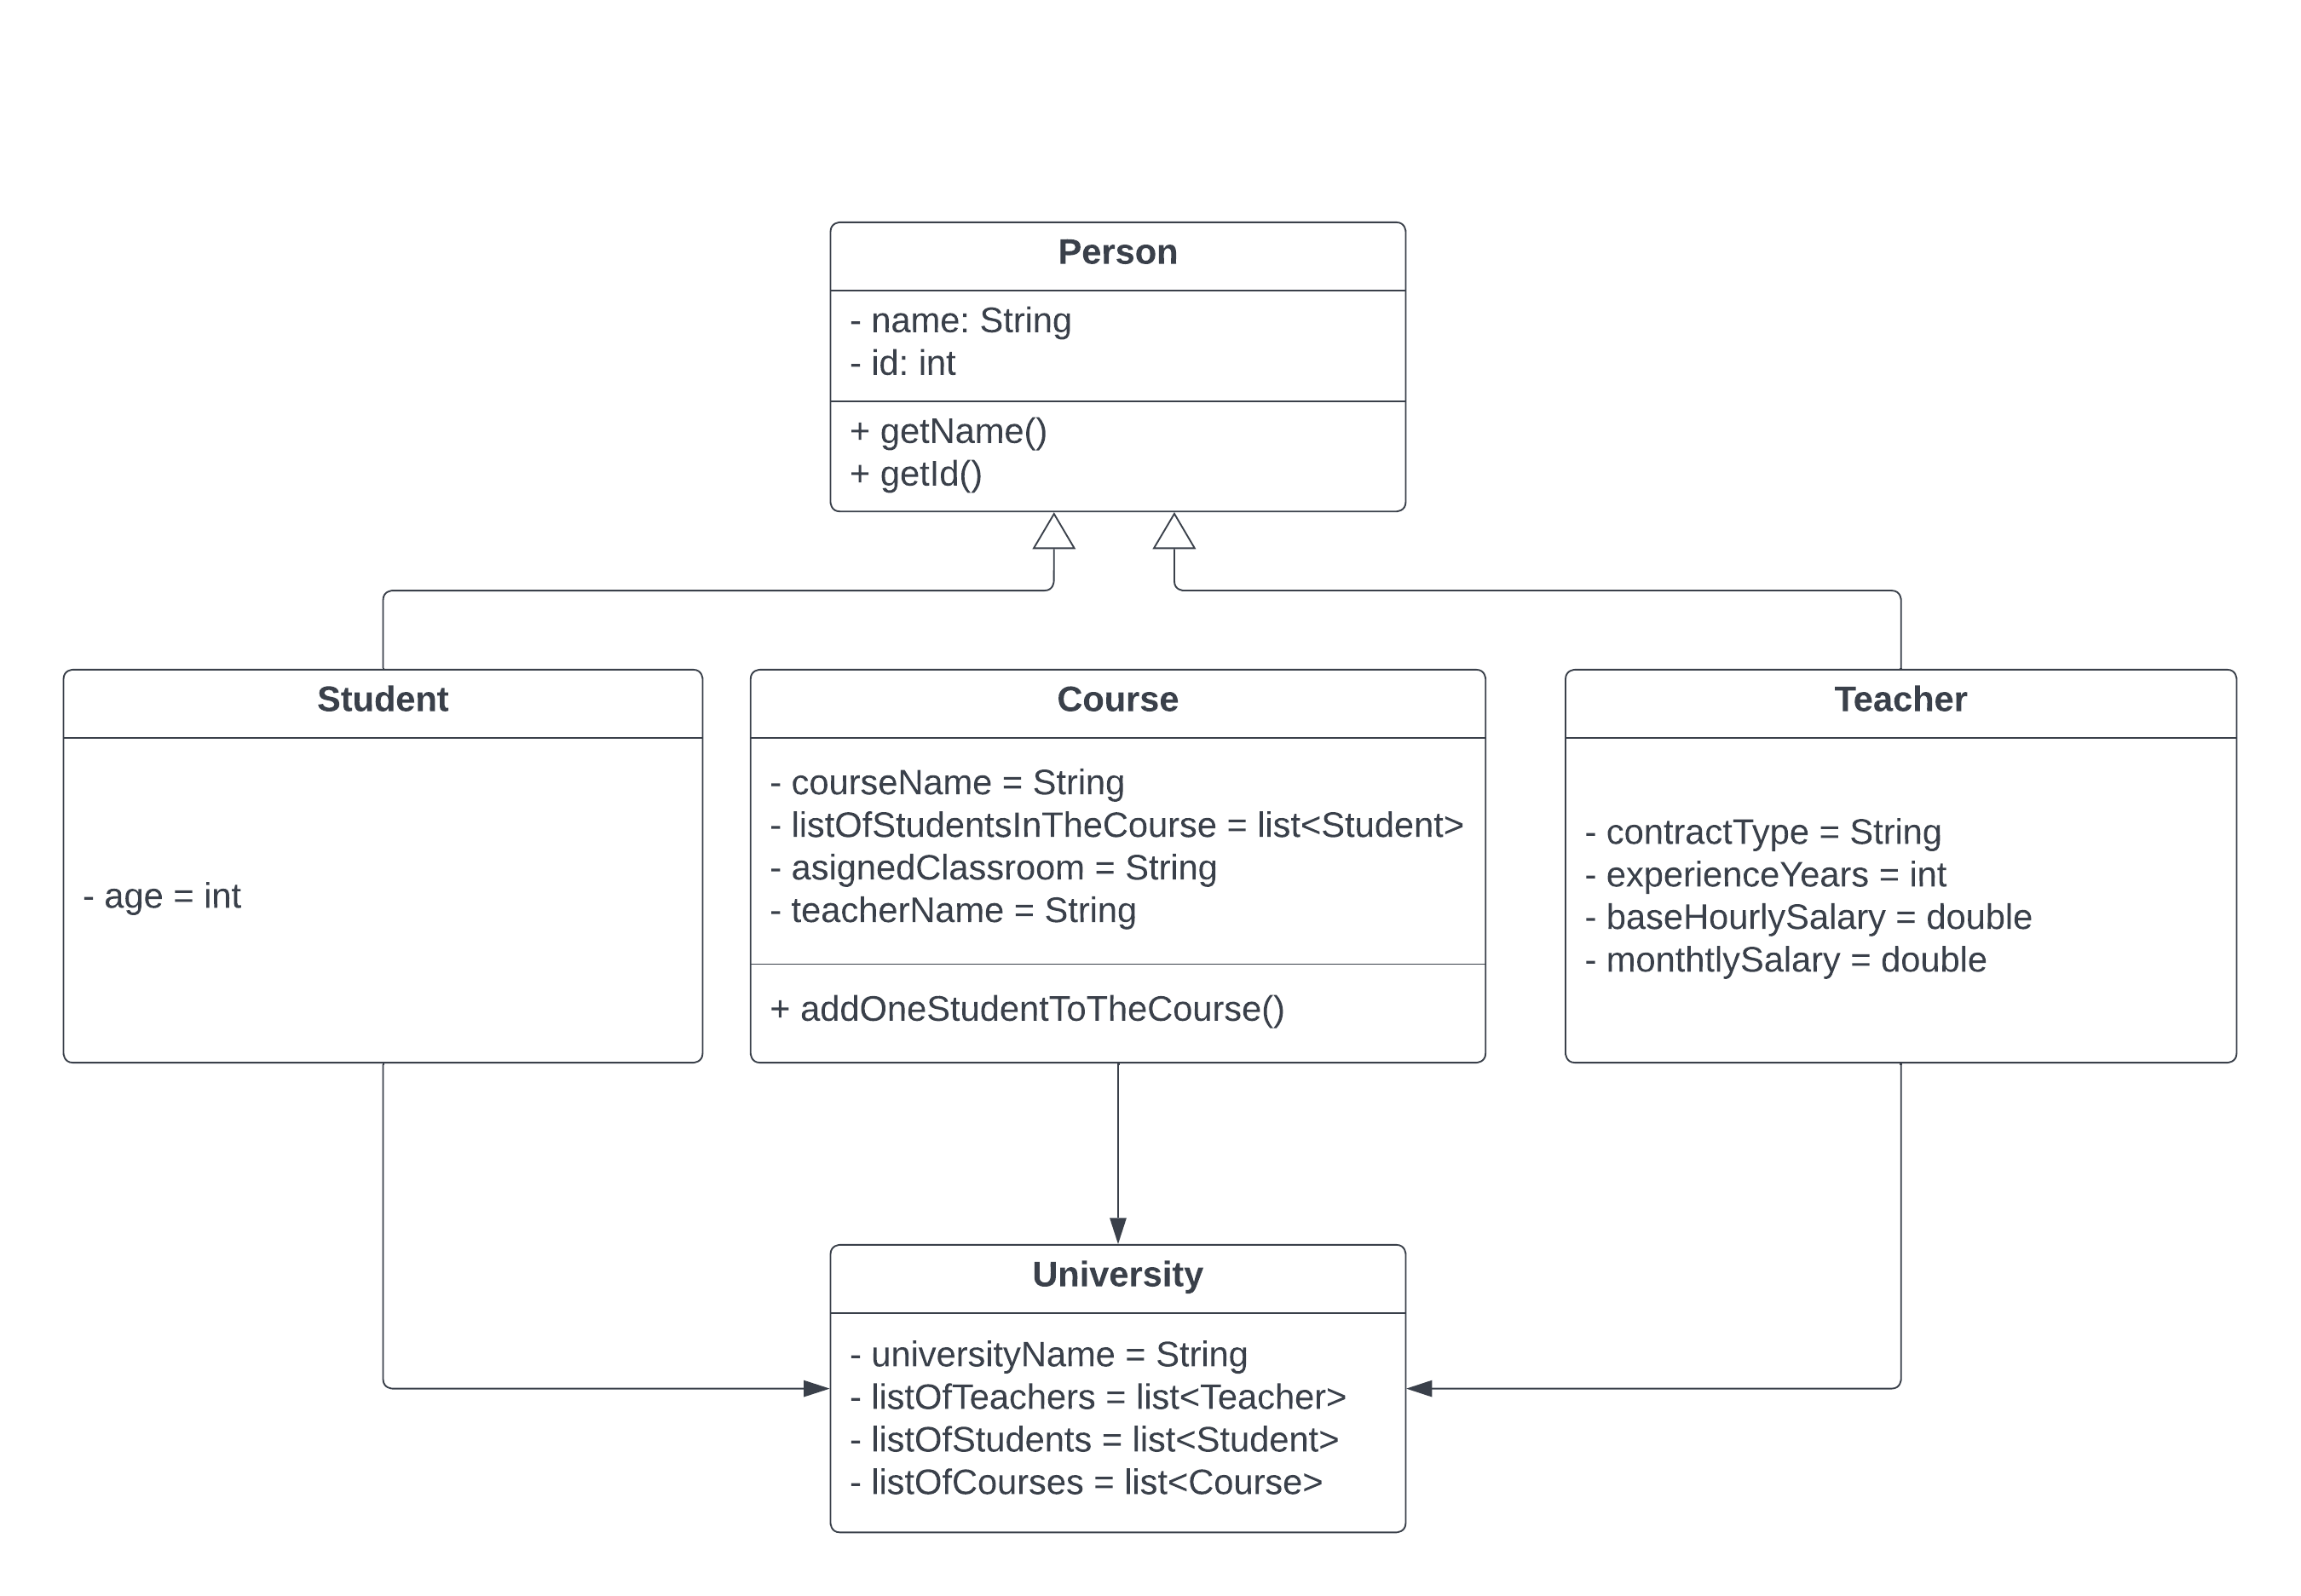 Person
- name: String
- id: int
+ getName()
+ getId()
Student
- age = int
Course
- courseName = String
- listOfStudentsInTheCourse = list<Student>
- asignedClassroom = String
- teacherName = String
+ addOneStudentToTheCourse()
Teacher
- contractType = String
- experienceYears = int
- baseHourlySalary = double
- monthtlySalary = double
University
- universityName = String
- listOfTeachers = list<Teacher>
- listOfStudents = list<Student>
- listOfCourses = list<Course>